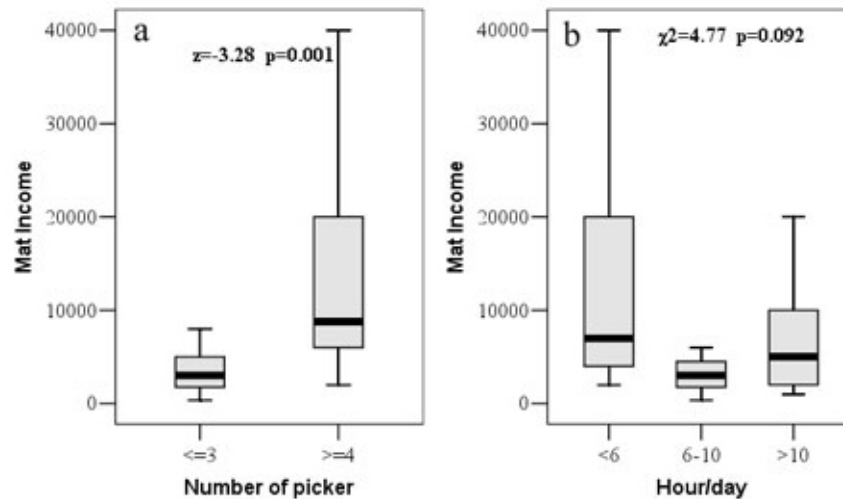 a
z=-3.28 p=0.001
Mat Income
40000
30000
20000
10000
0
<=3 >=4
Number of picker
b
χ2=4.77 p=0.092
Mat Income
40000
30000
20000
10000
0
<6 6-10 >10
Hour/day